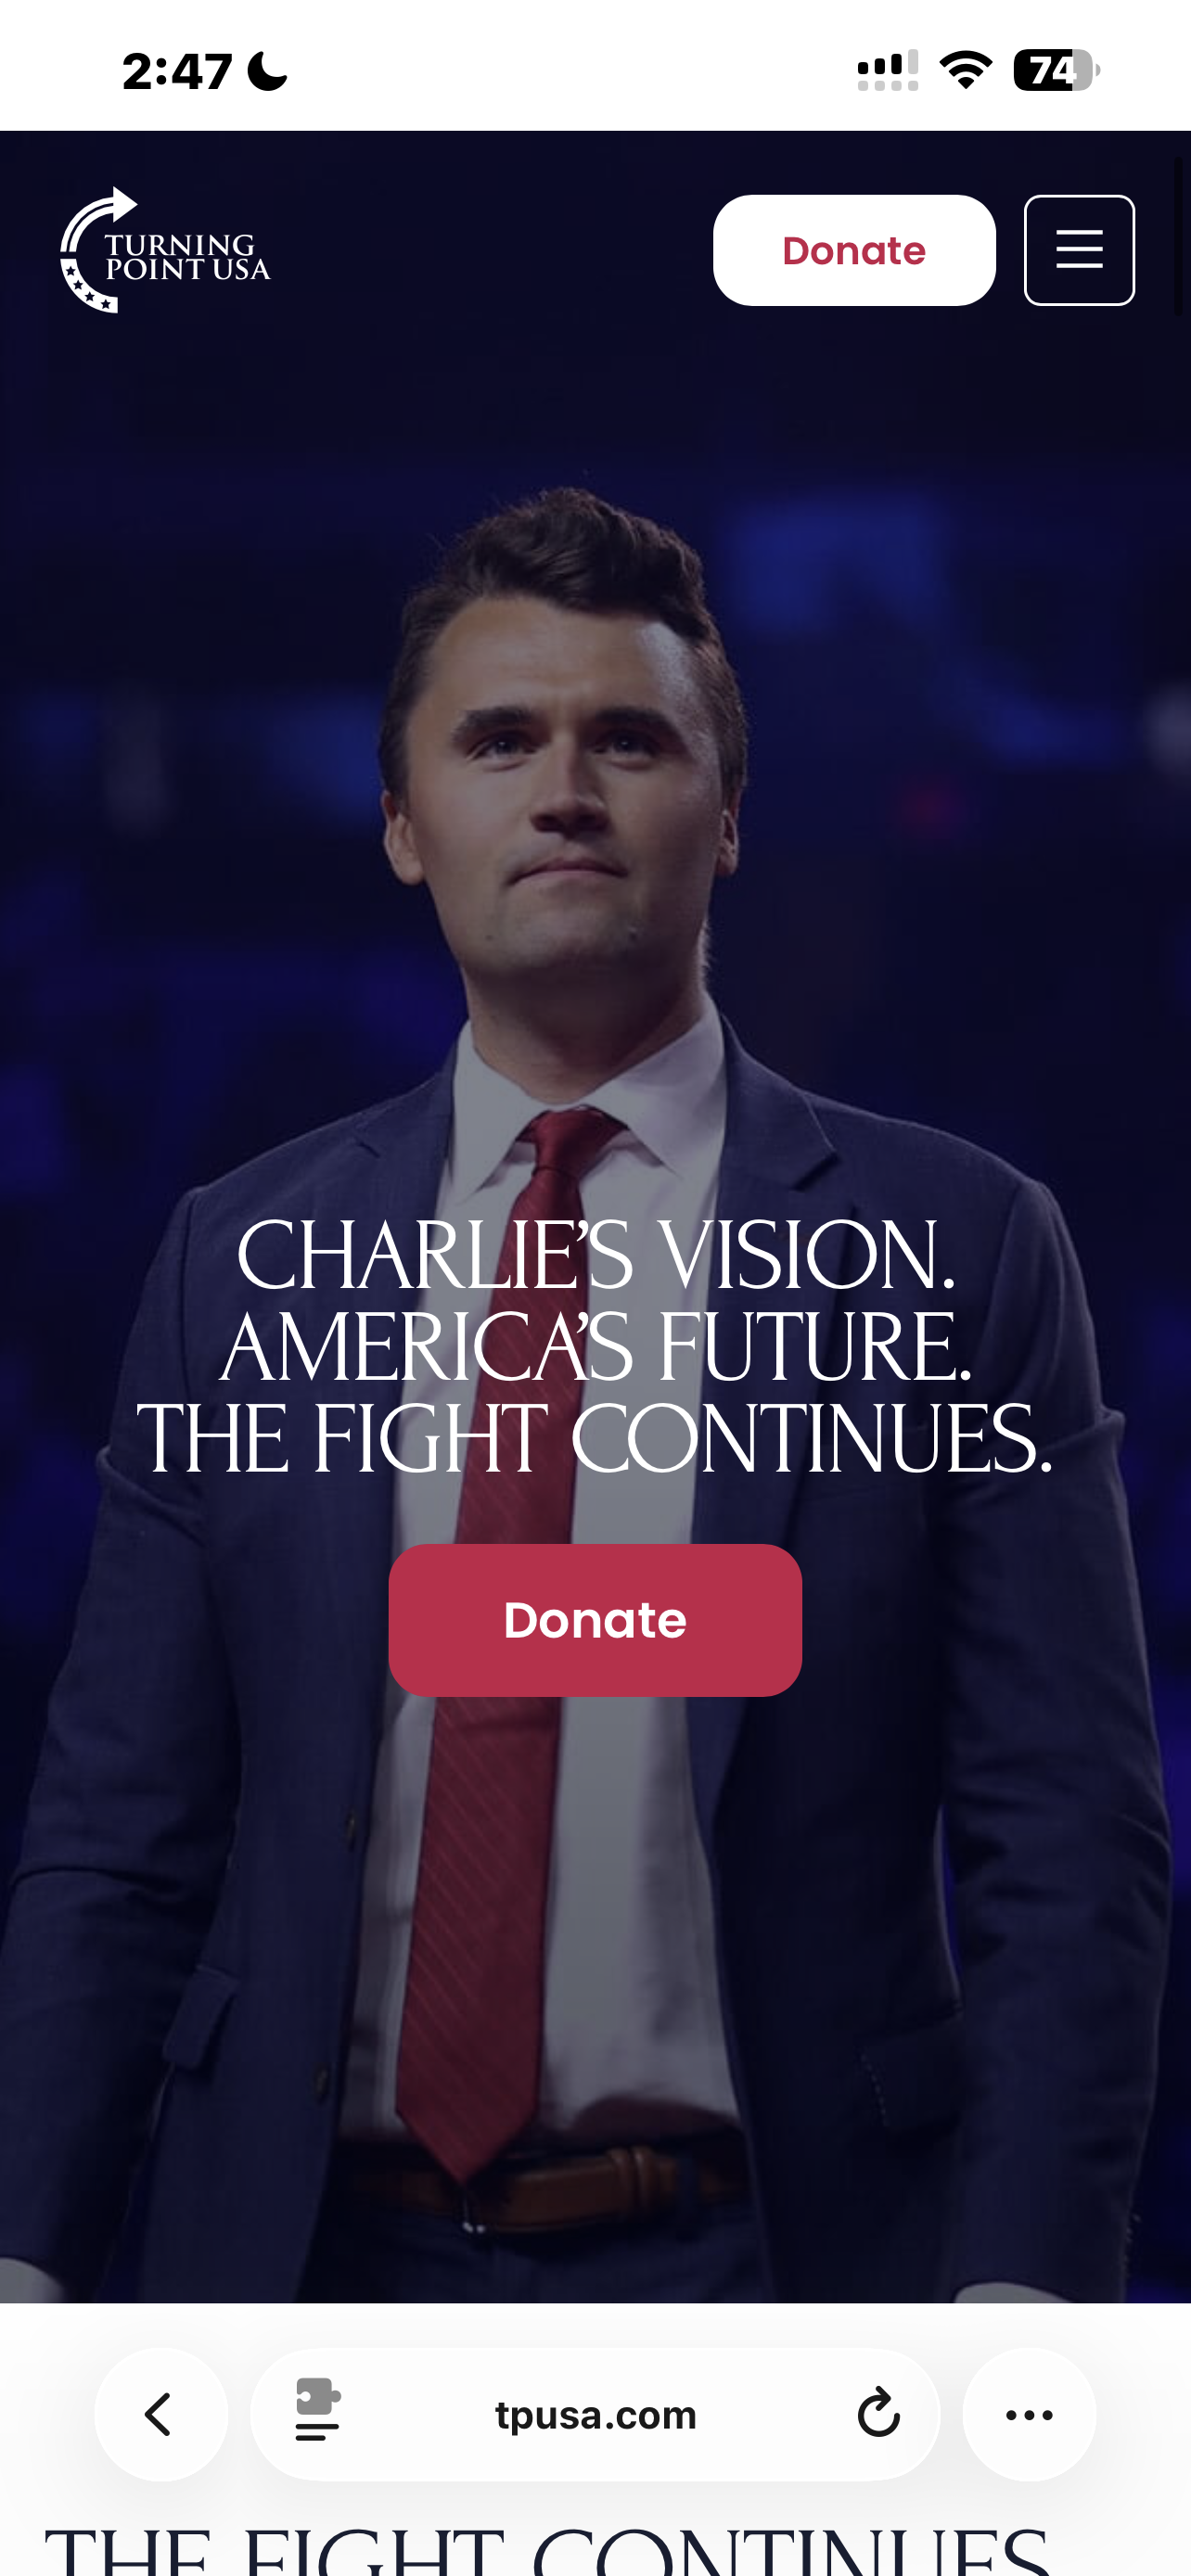 2:47
74
TURNING
POINT USA
Donate
CHARLIE’S VISION.
AMERICA’S FUTURE.
THE FIGHT CONTINUES.
Donate
tpusa.com
THE FIGHT CONTINUES.